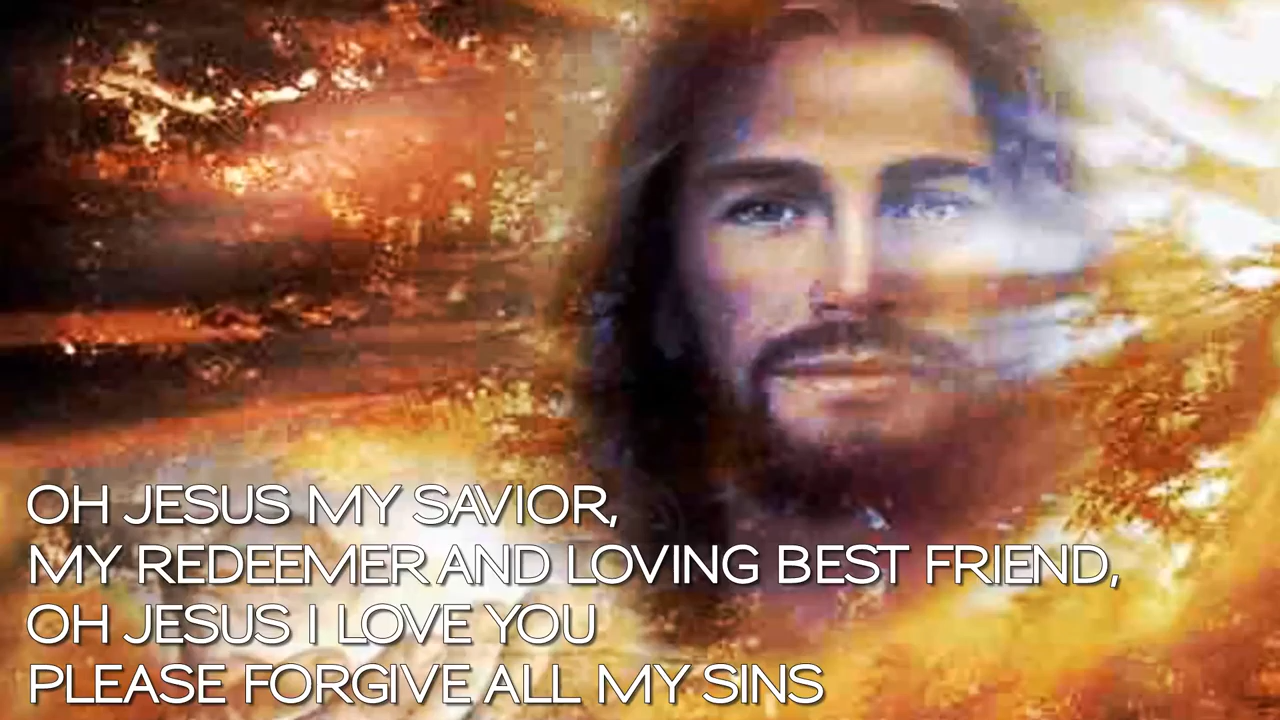 OH JESUS MY SAVIOR,
MY REDEEMER AND LOVING BEST FRIEND,
OH JESUS I LOVE YOU
PLEASE FORGIVE ALL MY SINS